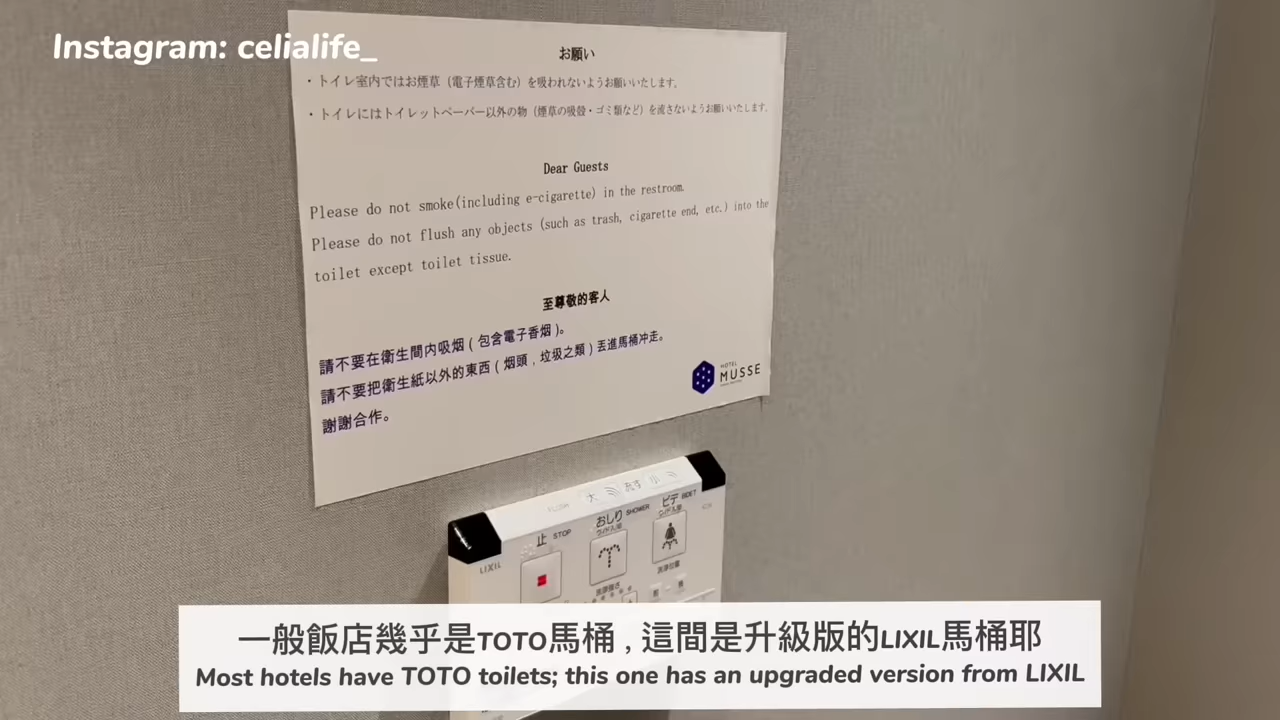 Instagram: celialife_
お願い
・トイレ室内ではお煙草（電子煙草含む）を吸われないようお願いいたします。
・トイレにはトイレットペーパー以外の物（煙草の吸殻・ゴミ類など）を流さないようお願いいたします。
Dear Guests
Please do not smoke(including e-cigarette) in the restroom.
Please do not flush any objects (such as trash, cigarette end, etc.) into the
toilet except toilet tissue.
至尊敬的客人
請不要在衛生間内吸烟（包含電子香烟）。
請不要把衛生紙以外的東西（烟頭，垃圾之類）丟進馬桶冲走。
謝謝合作。
HOTEL
MUSSE
FLUSH 大 流す 小
止 STOP おしり SHOWER ビデ BIDET
LIXIL
洗浄位置
一般飯店幾乎是TOTO馬桶，這間是升級版的LIXIL馬桶耶
Most hotels have TOTO toilets; this one has an upgraded version from LIXIL